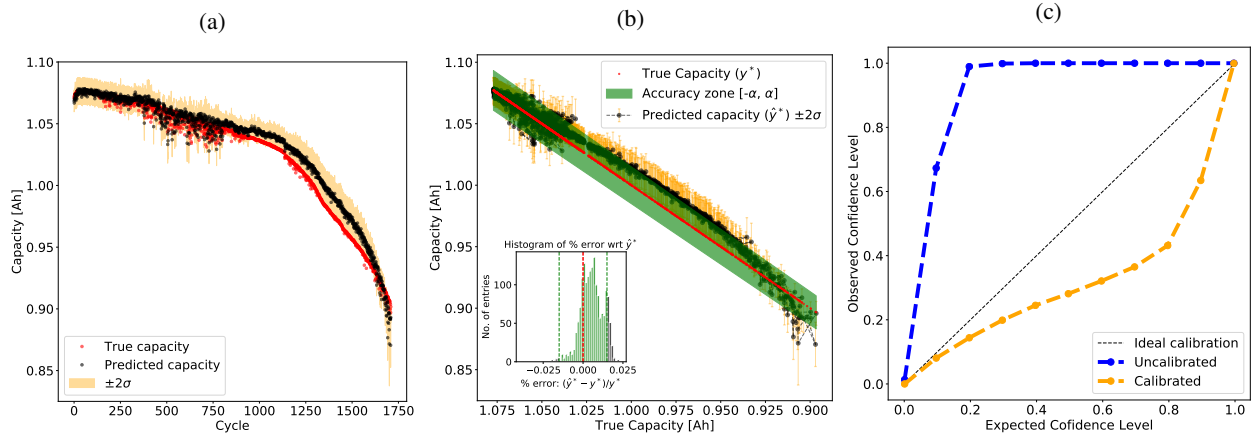 (a)
1.10
1.05
1.00
0.95
0.90
0.85
Capacity [Ah]
True capacity
Predicted capacity
±2σ
0 250 500 750 1000 1250 1500 1750
Cycle
(b)
1.10
1.05
1.00
0.95
0.90
0.85
Capacity [Ah]
True Capacity (y*)
Accuracy zone [-α, α]
Predicted capacity (ŷ*) ±2σ
Histogram of % error wrt ŷ*
100
50
0
No. of entries
−0.025 0.000 0.025
% error: (ŷ* − y*)/y*
1.075 1.050 1.025 1.000 0.975 0.950 0.925 0.900
True Capacity [Ah]
(c)
1.0
0.8
0.6
0.4
0.2
0.0
Observed Confidence Level
Ideal calibration
Uncalibrated
Calibrated
0.0 0.2 0.4 0.6 0.8 1.0
Expected Cofidence Level